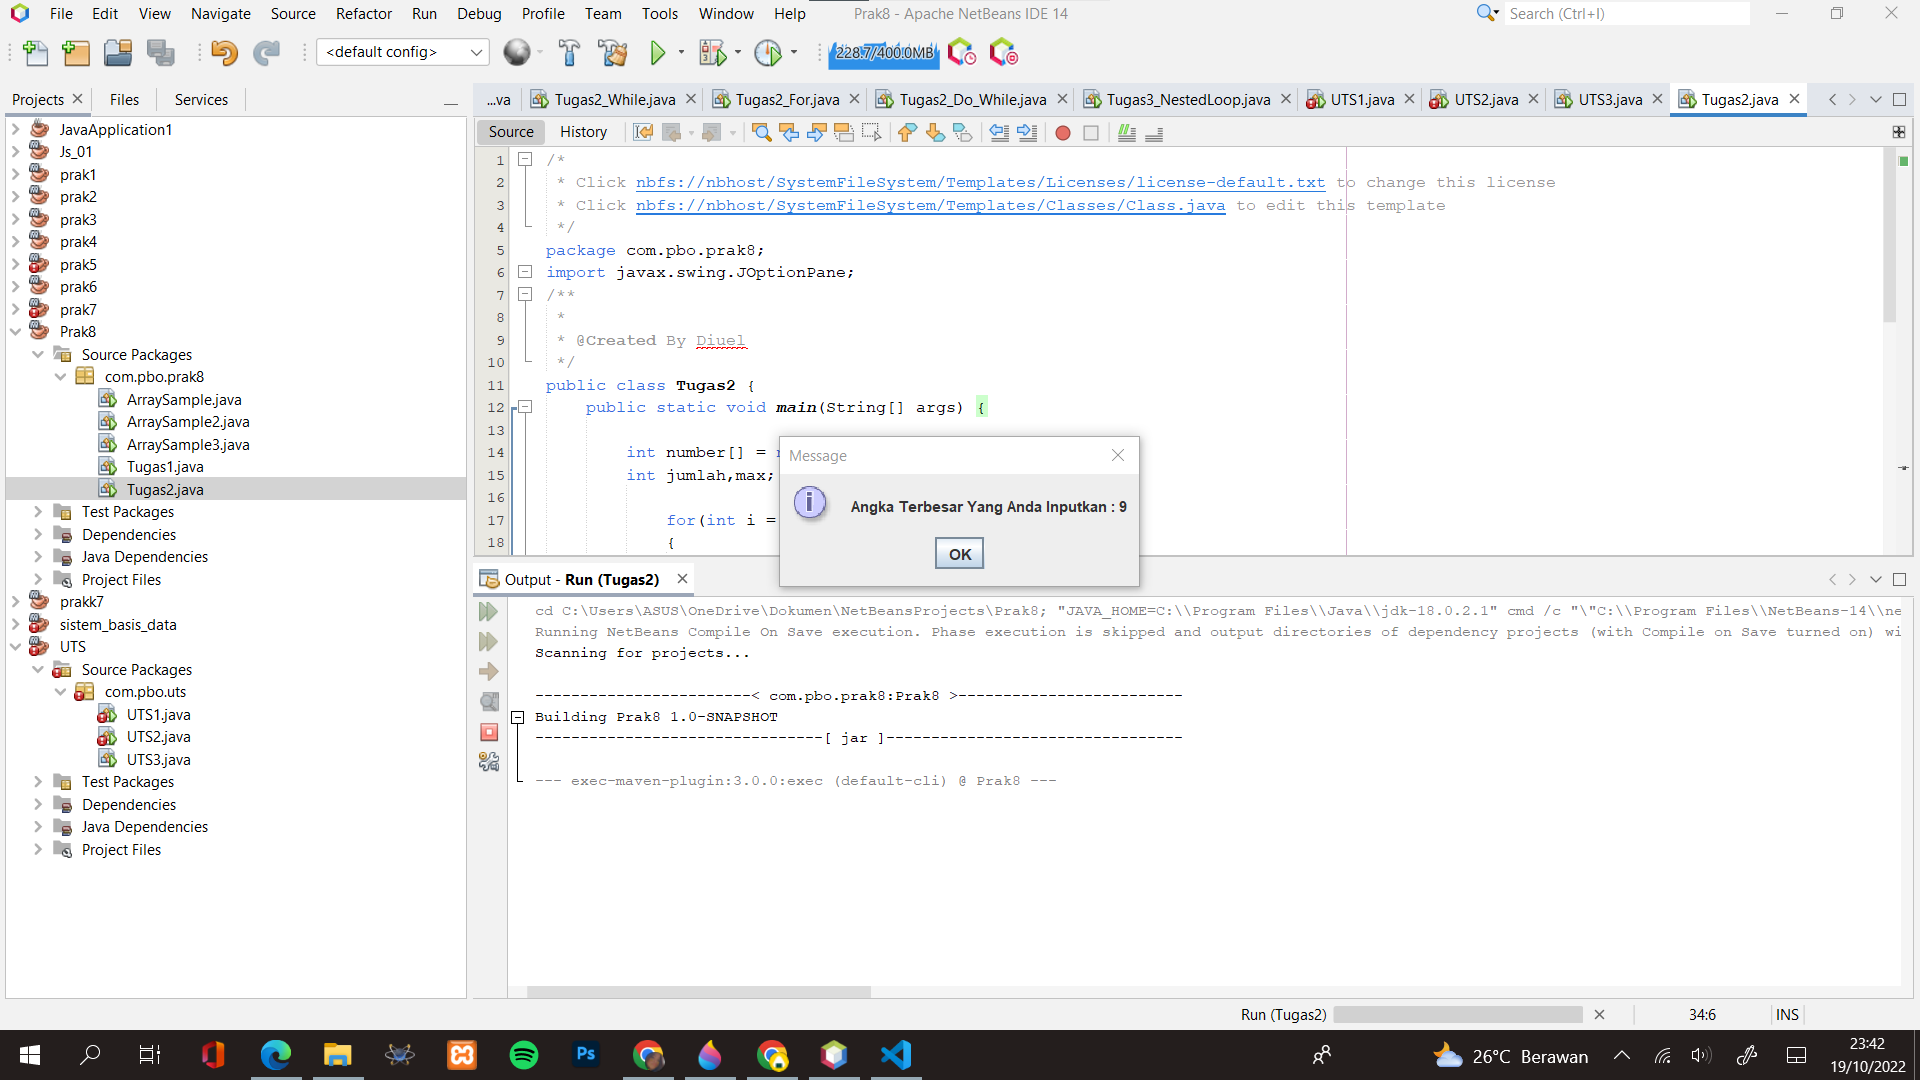 File Edit View Navigate Source Refactor Run Debug Profile Team Tools Window Help Prak8 - Apache NetBeans IDE 14 Search (Ctrl+I)
<default config> 228.7/400.0MB
Projects Files Services
...va Tugas2_While.java Tugas2_For.java Tugas2_Do_While.java Tugas3_NestedLoop.java UTS1.java UTS2.java UTS3.java Tugas2.java
Source History
JavaApplication1
Js_01
prak1
prak2
prak3
prak4
prak5
prak6
prak7
Prak8
Source Packages
com.pbo.prak8
ArraySample.java
ArraySample2.java
ArraySample3.java
Tugas1.java
Tugas2.java
Test Packages
Dependencies
Java Dependencies
Project Files
prakk7
sistem_basis_data
UTS
Source Packages
com.pbo.uts
UTS1.java
UTS2.java
UTS3.java
Test Packages
Dependencies
Java Dependencies
Project Files
1 /*
2 * Click nbfs://nbhost/SystemFileSystem/Templates/Licenses/license-default.txt to change this license
3 * Click nbfs://nbhost/SystemFileSystem/Templates/Classes/Class.java to edit this template
4 */
5 package com.pbo.prak8;
6 import javax.swing.JOptionPane;
7 /**
8 *
9 * @Created By Diuel
10 */
11 public class Tugas2 {
12 public static void main(String[] args) {
13
14 int number[] =
15 int jumlah,max;
16
17 for(int i =
18 {
Message
Angka Terbesar Yang Anda Inputkan : 9
OK
Output - Run (Tugas2)
cd C:\Users\ASUS\OneDrive\Dokumen\NetBeansProjects\Prak8; "JAVA_HOME=C:\\Program Files\\Java\\jdk-18.0.2.1" cmd /c "\"C:\\Program Files\\NetBeans-14\\ne
Running NetBeans Compile On Save execution. Phase execution is skipped and output directories of dependency projects (with Compile on Save turned on) wi
Scanning for projects...
------------------------< com.pbo.prak8:Prak8 >-------------------------
Building Prak8 1.0-SNAPSHOT
--------------------------------[ jar ]---------------------------------
--- exec-maven-plugin:3.0.0:exec (default-cli) @ Prak8 ---
Run (Tugas2) 34:6 INS
26°C Berawan 23:42
19/10/2022